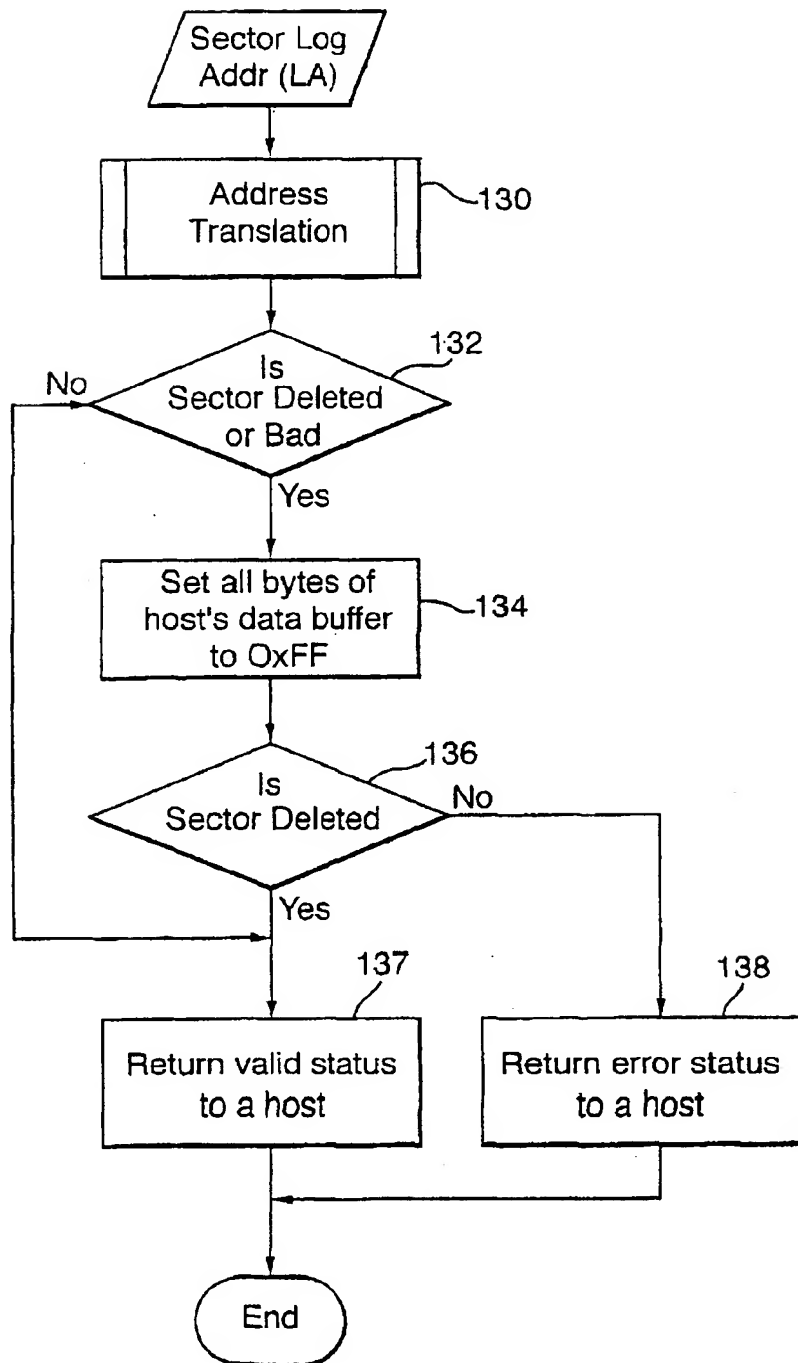 Sector Log
Addr (LA)
Address
Translation
130
132
Is
Sector Deleted
or Bad
No
Yes
Set all bytes of
host's data buffer
to OxFF
134
136
Is
Sector Deleted
No
Yes
137
138
Return valid status
to a host
Return error status
to a host
End